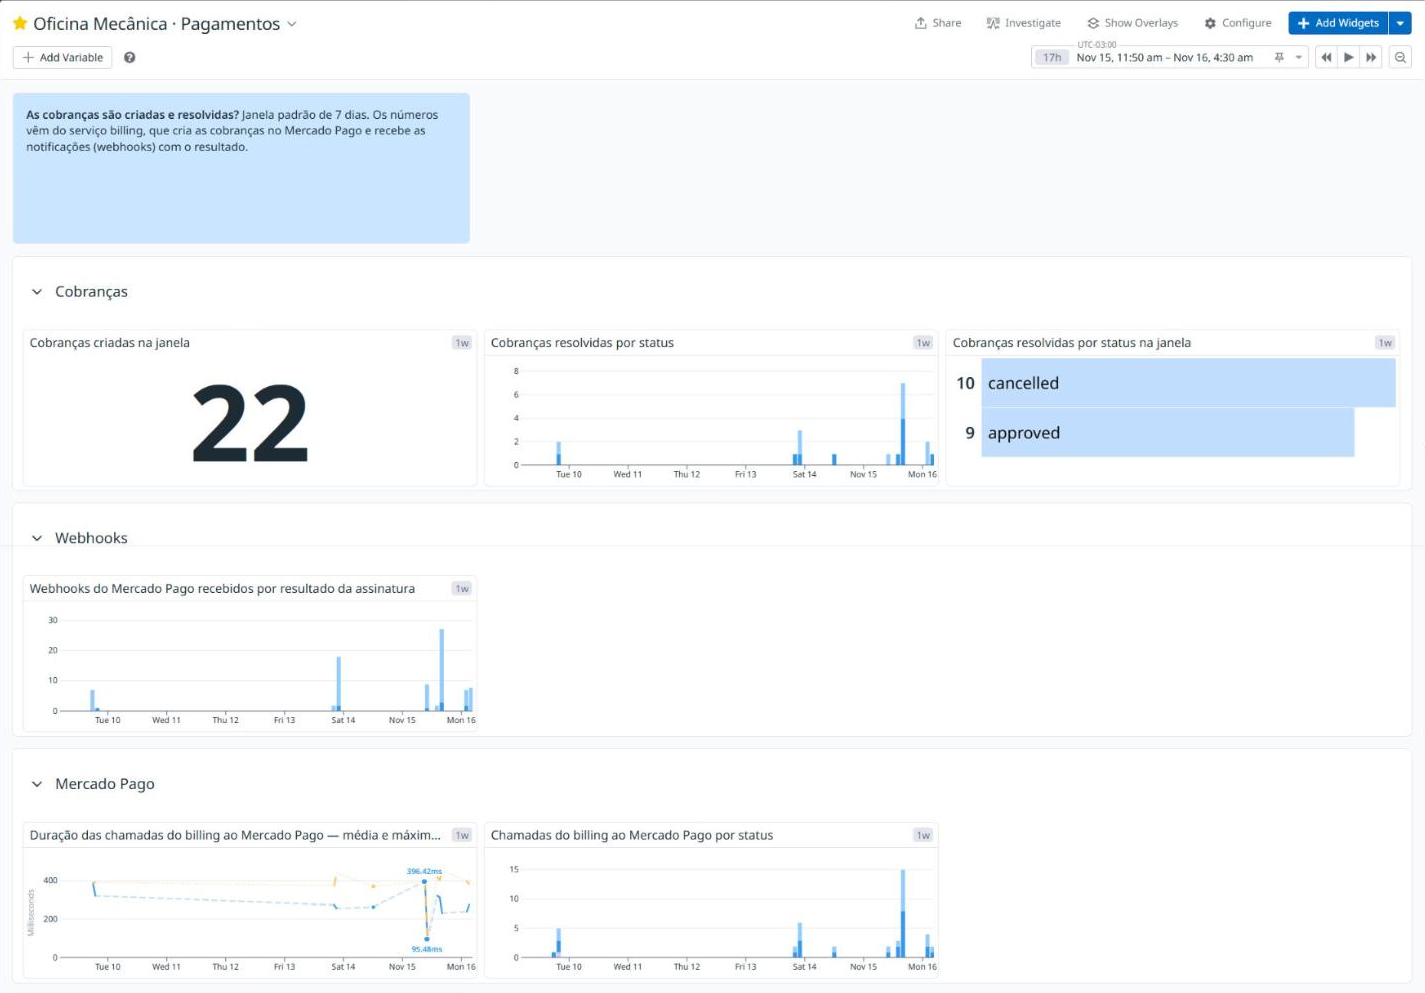 Oficina Mecânica · Pagamentos
Share
Investigate
Show Overlays
Configure
Add Widgets
Add Variable
UTC-03:00
17h
Nov 15, 11:50 am – Nov 16, 4:30 am
As cobranças são criadas e resolvidas? Janela padrão de 7 dias. Os números
vêm do serviço billing, que cria as cobranças no Mercado Pago e recebe as
notificações (webhooks) com o resultado.
Cobranças
Cobranças criadas na janela
1w
22
Cobranças resolvidas por status
1w
8
6
4
2
0
Tue 10 Wed 11 Thu 12 Fri 13 Sat 14 Nov 15 Mon 16
Cobranças resolvidas por status na janela
1w
10 cancelled
9 approved
Webhooks
Webhooks do Mercado Pago recebidos por resultado da assinatura
1w
30
20
10
0
Tue 10 Wed 11 Thu 12 Fri 13 Sat 14 Nov 15 Mon 16
Mercado Pago
Duração das chamadas do billing ao Mercado Pago — média e máxim...
1w
Milliseconds
400
200
0
396.42ms
95.48ms
Tue 10 Wed 11 Thu 12 Fri 13 Sat 14 Nov 15 Mon 16
Chamadas do billing ao Mercado Pago por status
1w
15
10
5
0
Tue 10 Wed 11 Thu 12 Fri 13 Sat 14 Nov 15 Mon 16